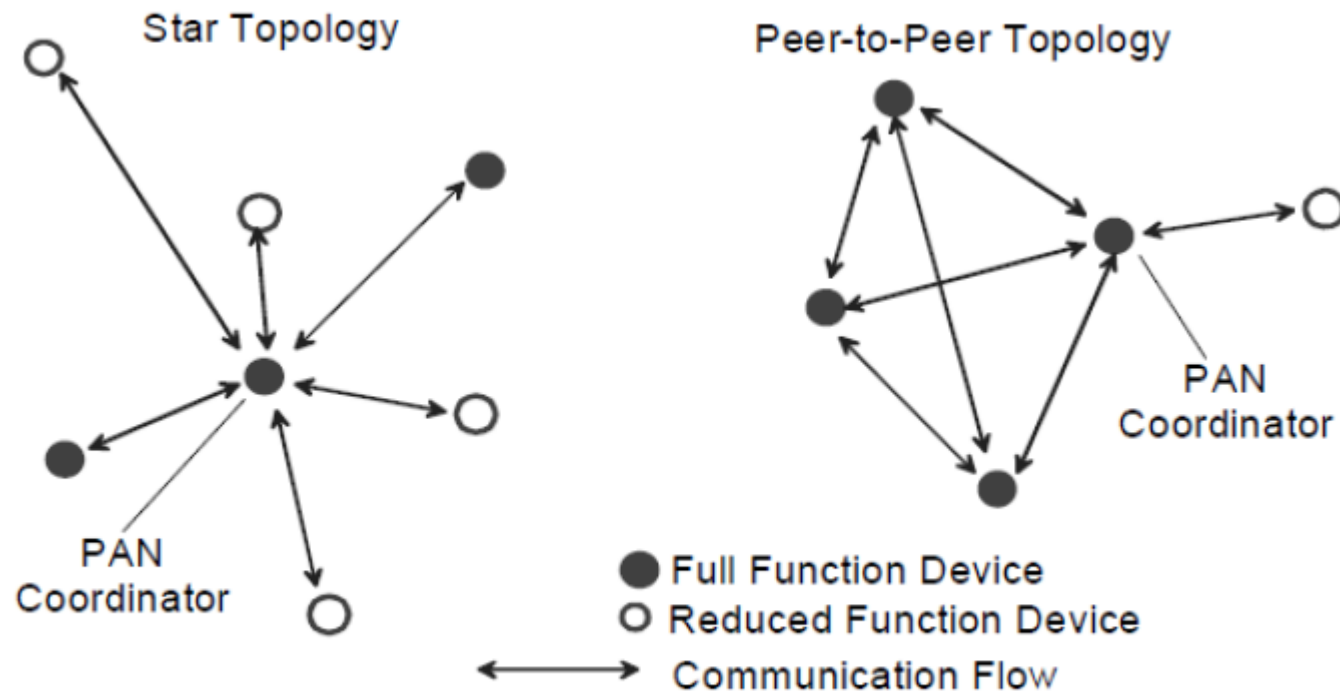 Star Topology
Peer-to-Peer Topology
PAN
Coordinator
PAN
Coordinator
Full Function Device
Reduced Function Device
Communication Flow